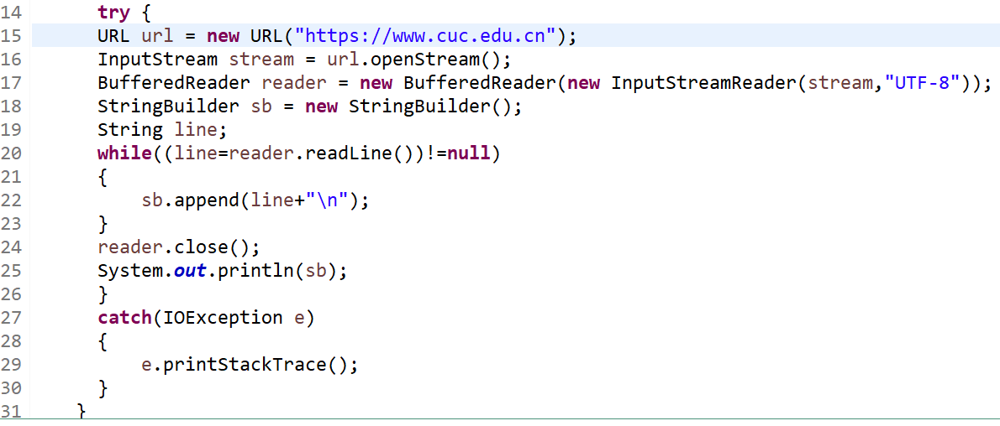 14 try {
15 URL url = new URL("https://www.cuc.edu.cn");
16 InputStream stream = url.openStream();
17 BufferedReader reader = new BufferedReader(new InputStreamReader(stream,"UTF-8"));
18 StringBuilder sb = new StringBuilder();
19 String line;
20 while((line=reader.readLine())!=null)
21 {
22 sb.append(line+"\n");
23 }
24 reader.close();
25 System.out.println(sb);
26 }
27 catch(IOException e)
28 {
29 e.printStackTrace();
30 }
31 }